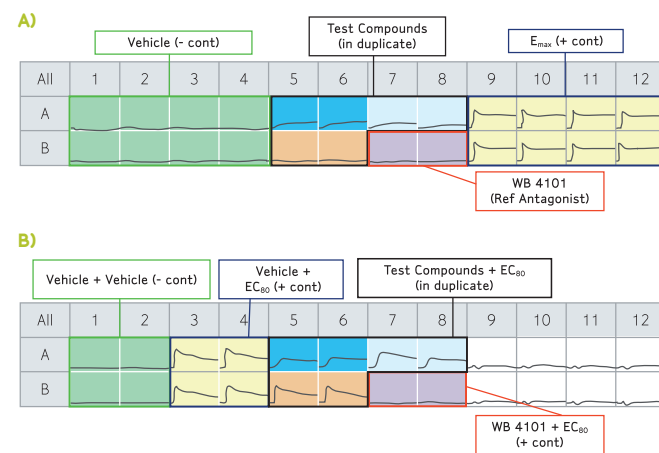 A)
Vehicle (- cont)
Test Compounds
(in duplicate)
Emax (+ cont)
All 1 2 3 4 5 6 7 8 9 10 11 12
A
B
WB 4101
(Ref Antagonist)
B)
Vehicle + Vehicle (- cont)
Vehicle +
EC80 (+ cont)
Test Compounds + EC80
(in duplicate)
All 1 2 3 4 5 6 7 8 9 10 11 12
A
B
WB 4101 + EC80
(+ cont)